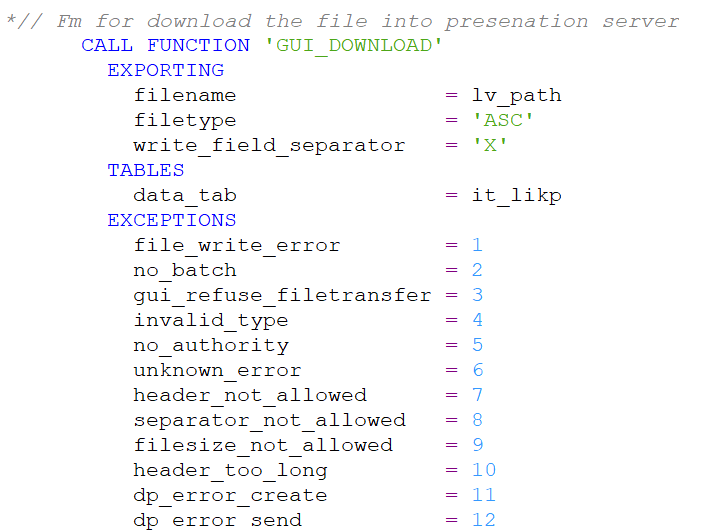 *// Fm for download the file into presenation server
CALL FUNCTION 'GUI_DOWNLOAD'
EXPORTING
filename = lv_path
filetype = 'ASC'
write_field_separator = 'X'
TABLES
data_tab = it_likp
EXCEPTIONS
file_write_error = 1
no_batch = 2
gui_refuse_filetransfer = 3
invalid_type = 4
no_authority = 5
unknown_error = 6
header_not_allowed = 7
separator_not_allowed = 8
filesize_not_allowed = 9
header_too_long = 10
dp_error_create = 11
dp_error_send = 12